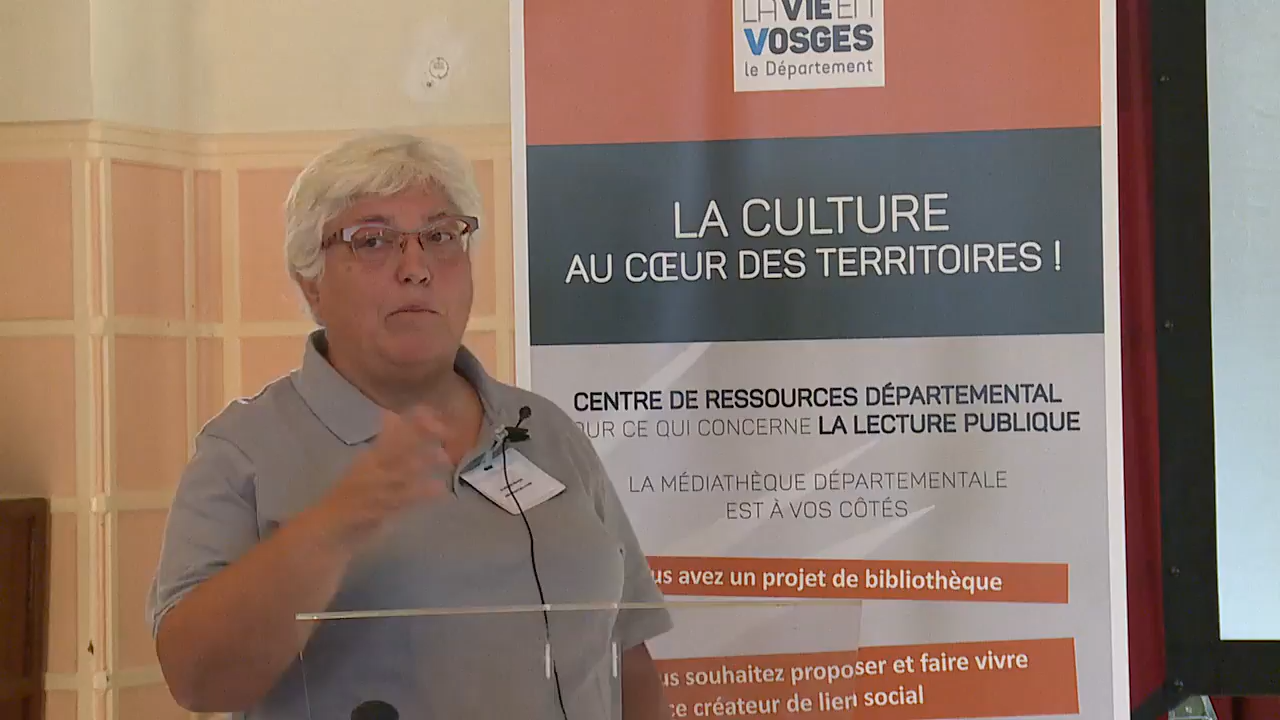 LA VIE EN
VOSGES
le Département
LA CULTURE
AU CŒUR DES TERRITOIRES !
CENTRE DE RESSOURCES DÉPARTEMENTAL
OUR CE QUI CONCERNE LA LECTURE PUBLIQUE
LA MÉDIATHÈQUE DÉPARTEMENTALE
EST À VOS CÔTÉS
us avez un projet de bibliothèque
us souhaitez proposer et faire vivre
ce créateur de lien social